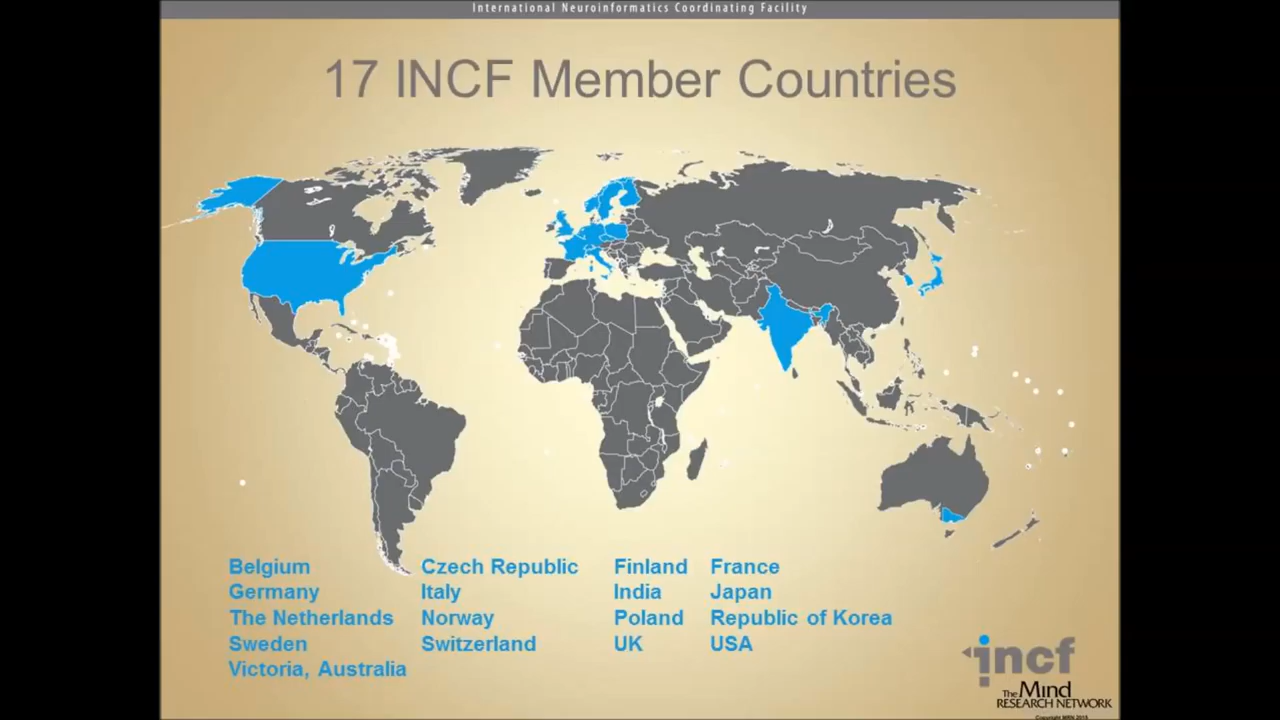 International Neuroinformatics Coordinating Facility
17 INCF Member Countries
Belgium Czech Republic Finland France
Germany Italy India Japan
The Netherlands Norway Poland Republic of Korea
Sweden Switzerland UK USA
Victoria, Australia
incf
The Mind
RESEARCH NETWORK